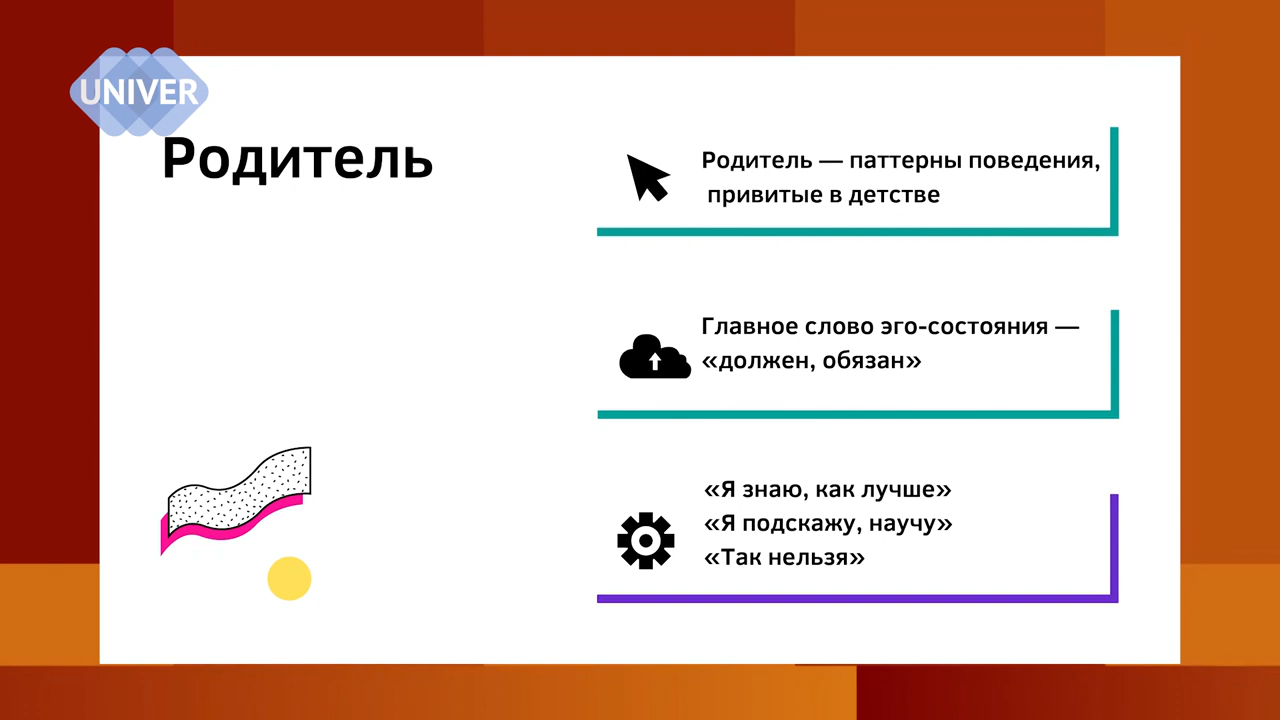 UNIVER
Родитель
Родитель — паттерны поведения,
привитые в детстве
Главное слово эго-состояния —
«должен, обязан»
«Я знаю, как лучше»
«Я подскажу, научу»
«Так нельзя»